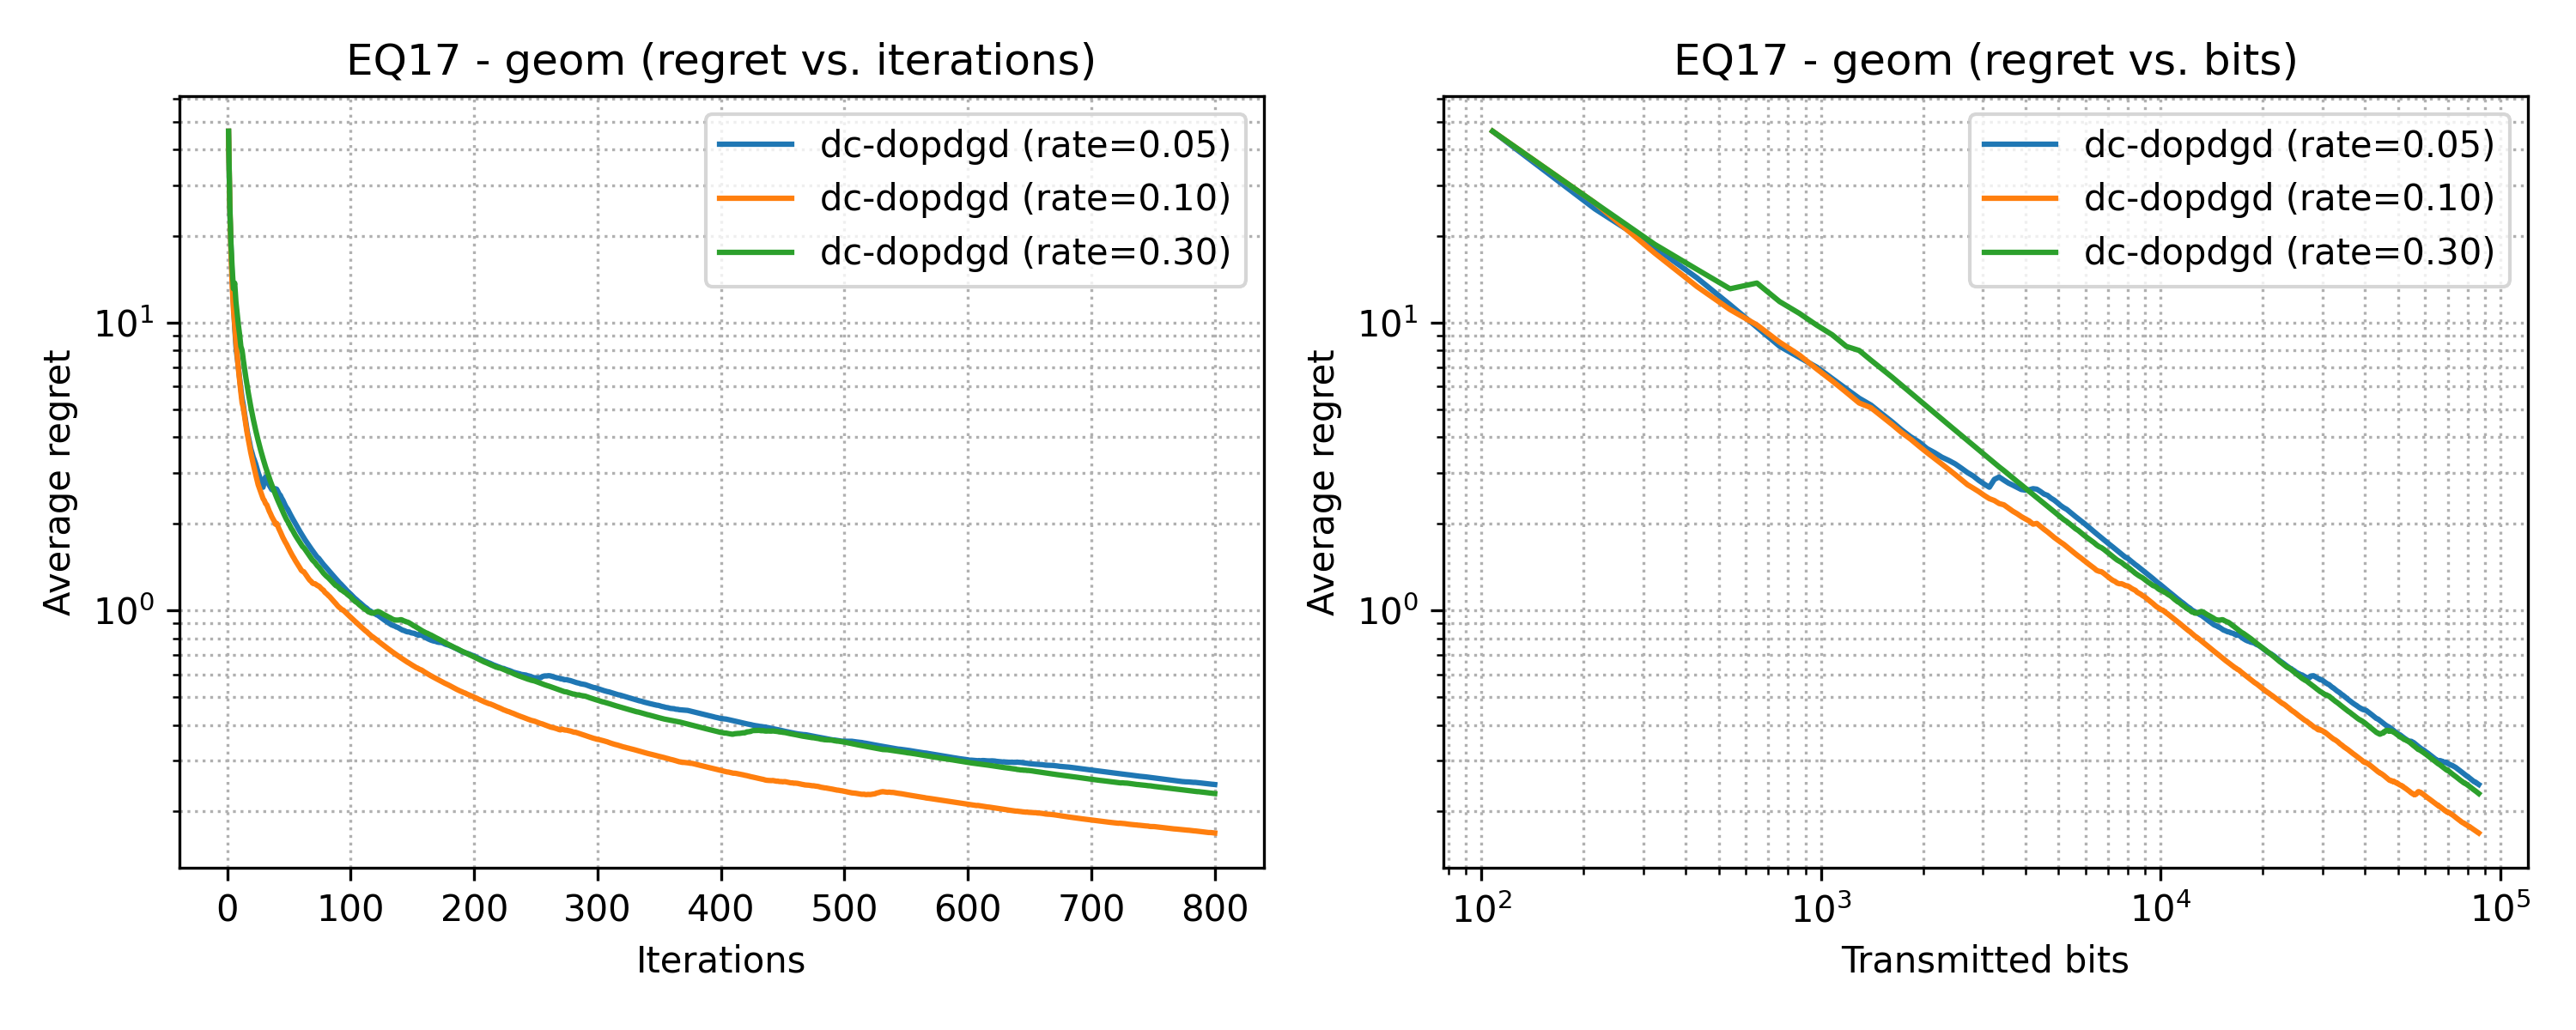 EQ17 - geom (regret vs. iterations)
Average regret
10¹
10⁰
dc-dopdgd (rate=0.05)
dc-dopdgd (rate=0.10)
dc-dopdgd (rate=0.30)
0 100 200 300 400 500 600 700 800
Iterations
EQ17 - geom (regret vs. bits)
Average regret
10¹
10⁰
dc-dopdgd (rate=0.05)
dc-dopdgd (rate=0.10)
dc-dopdgd (rate=0.30)
10² 10³ 10⁴ 10⁵
Transmitted bits